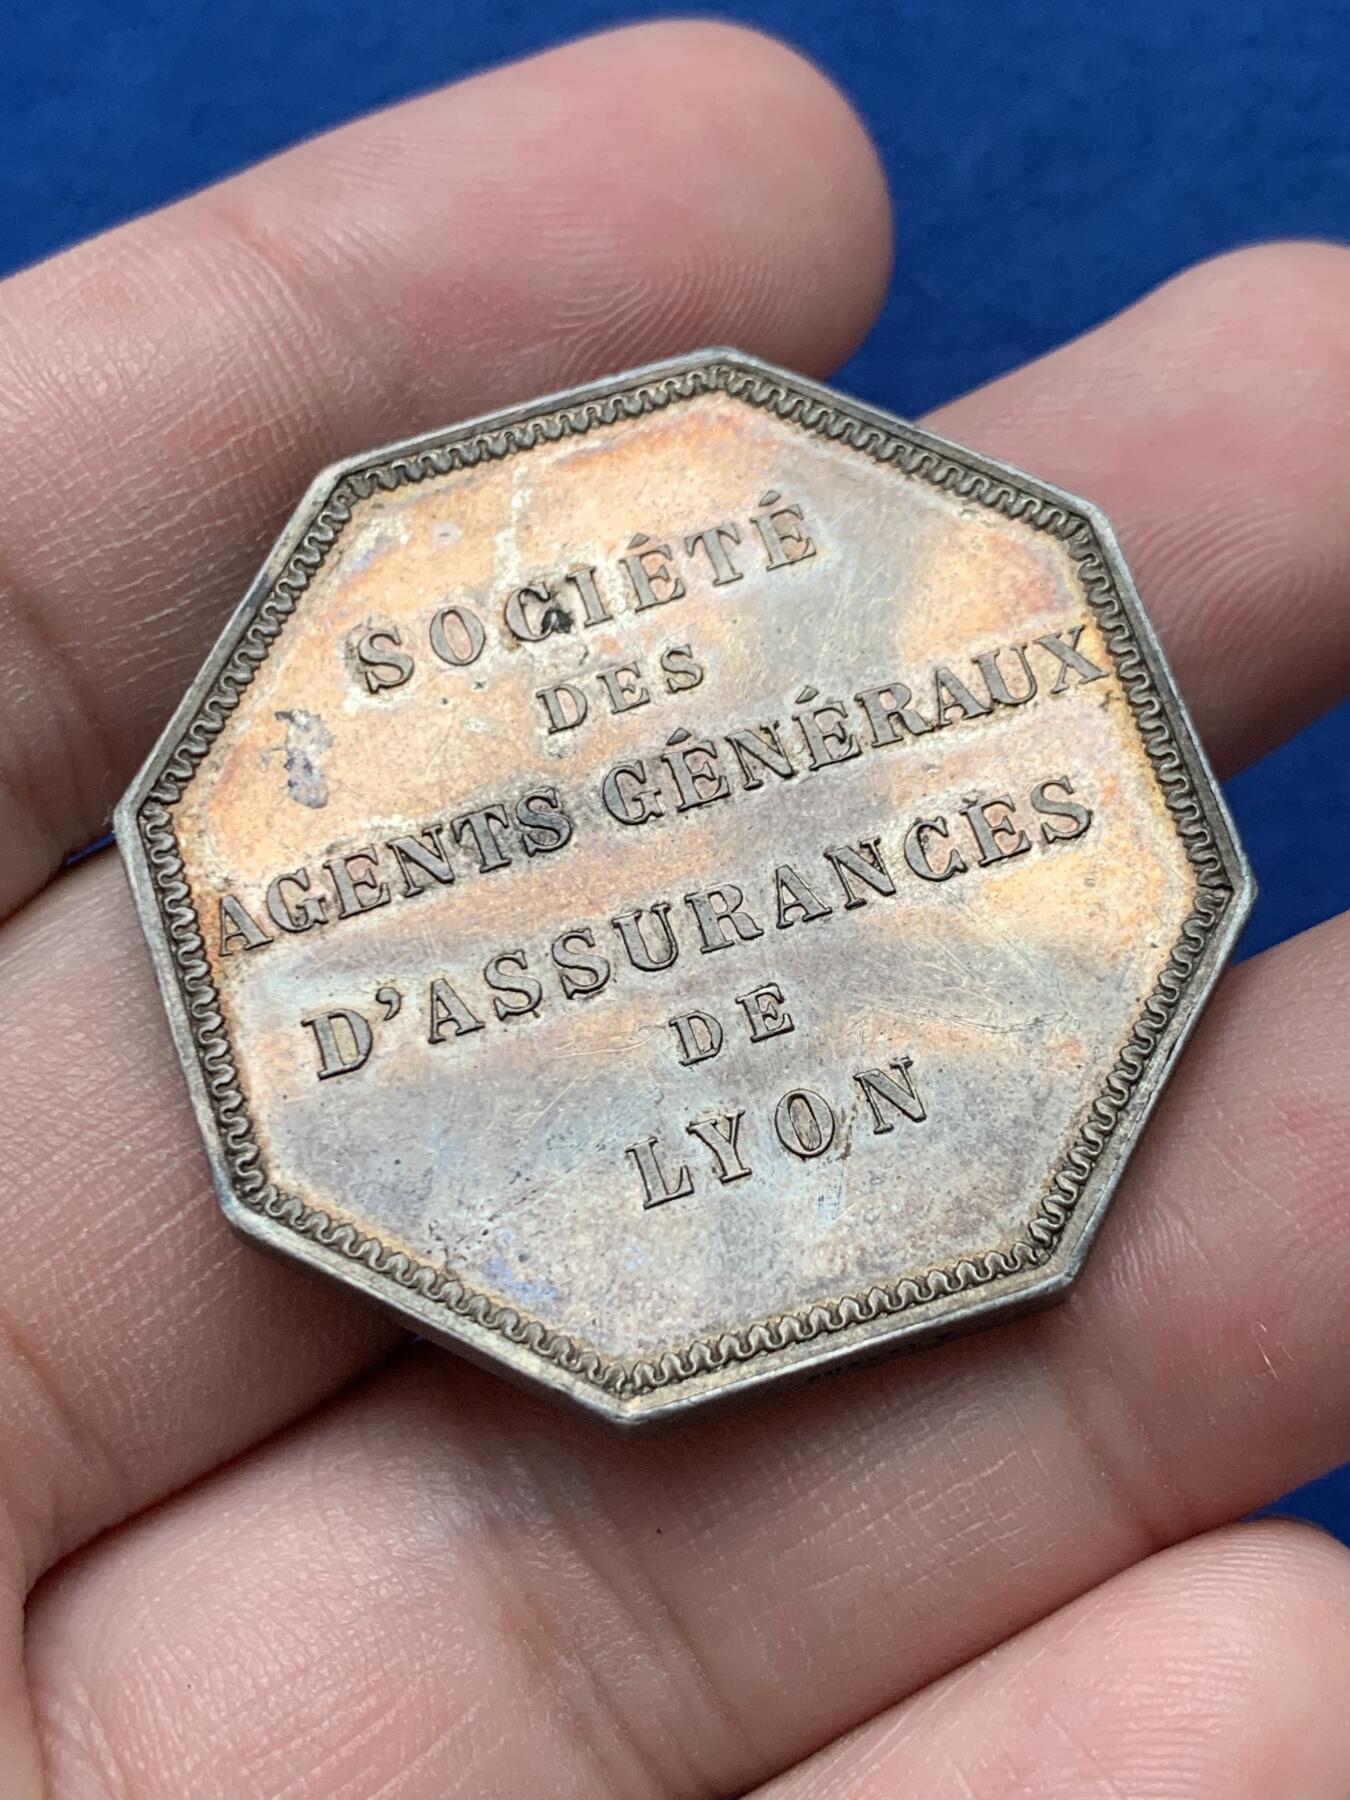 SOCIÉTÉ
DES
AGENTS GÉNÉRAUX
D'ASSURANCES
DE
LYON